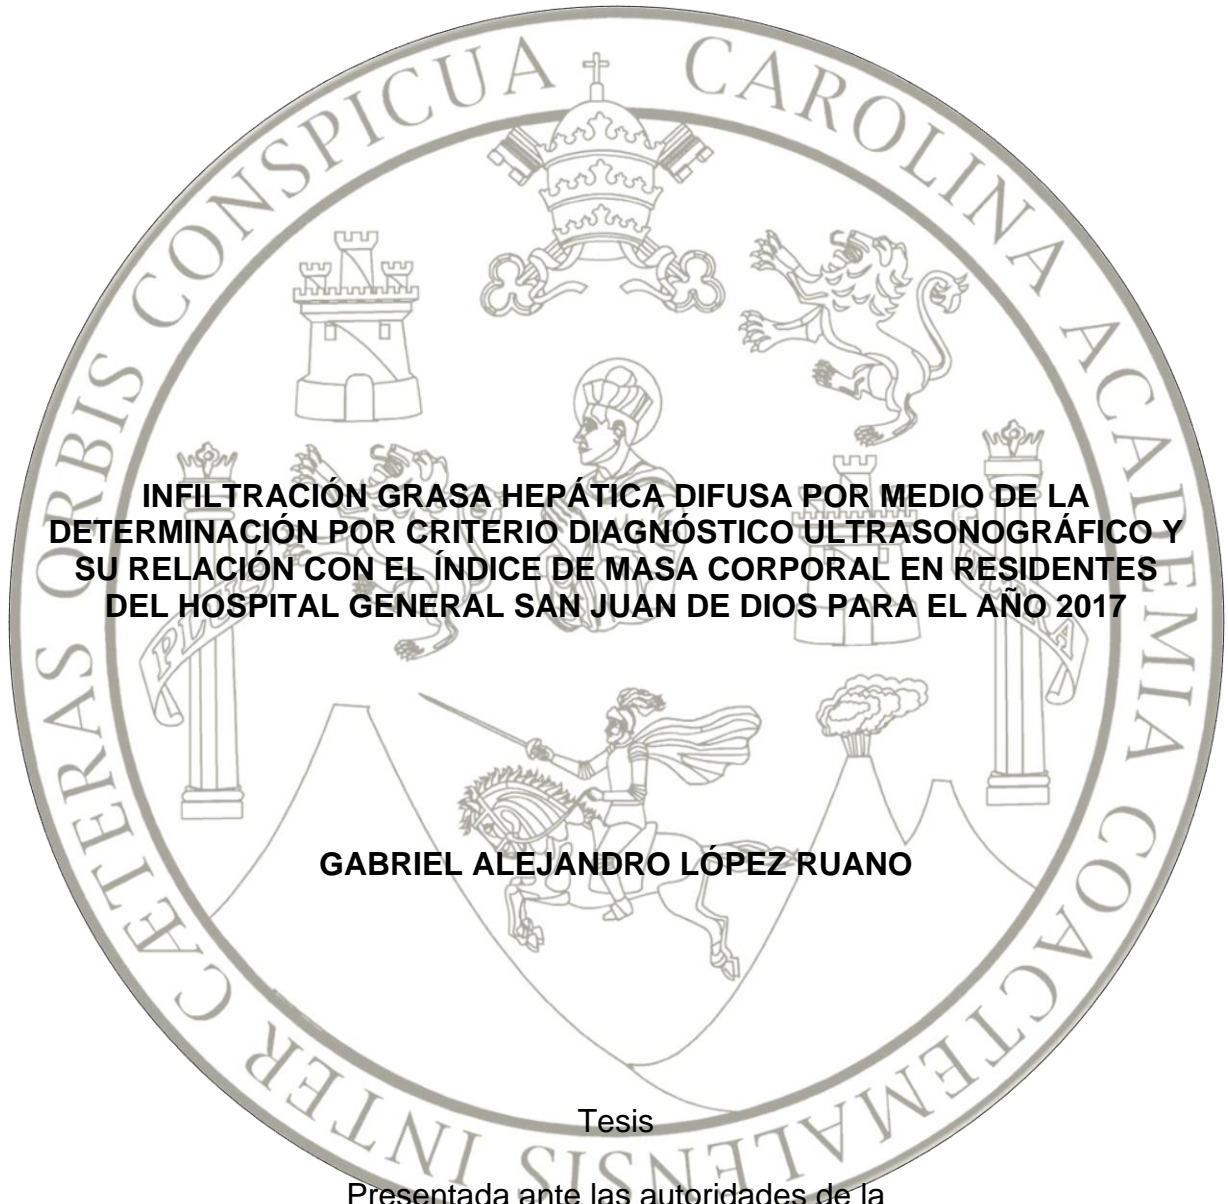 CÆTERAS ORBIS CONSPICUA CAROLINA ACADEMIA COACTEMALENSIS INTER
INFILTRACIÓN GRASA HEPÁTICA DIFUSA POR MEDIO DE LA
DETERMINACIÓN POR CRITERIO DIAGNÓSTICO ULTRASONOGRÁFICO Y
SU RELACIÓN CON EL ÍNDICE DE MASA CORPORAL EN RESIDENTES
DEL HOSPITAL GENERAL SAN JUAN DE DIOS PARA EL AÑO 2017
GABRIEL ALEJANDRO LÓPEZ RUANO
Tesis
Presentada ante las autoridades de la